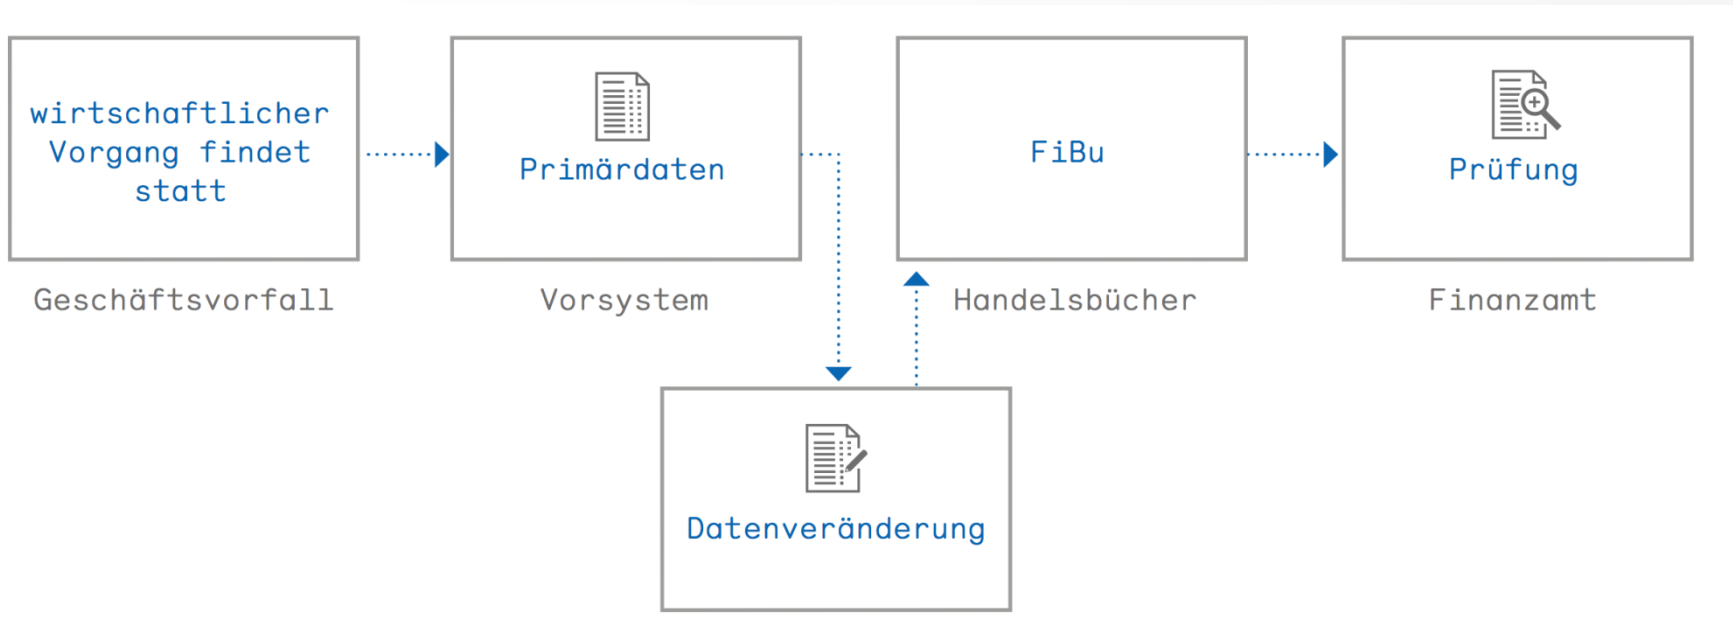 wirtschaftlicher
Vorgang findet
statt
Geschäftsvorfall
Primärdaten
Vorsystem
Datenveränderung
FiBu
Handelsbücher
Prüfung
Finanzamt